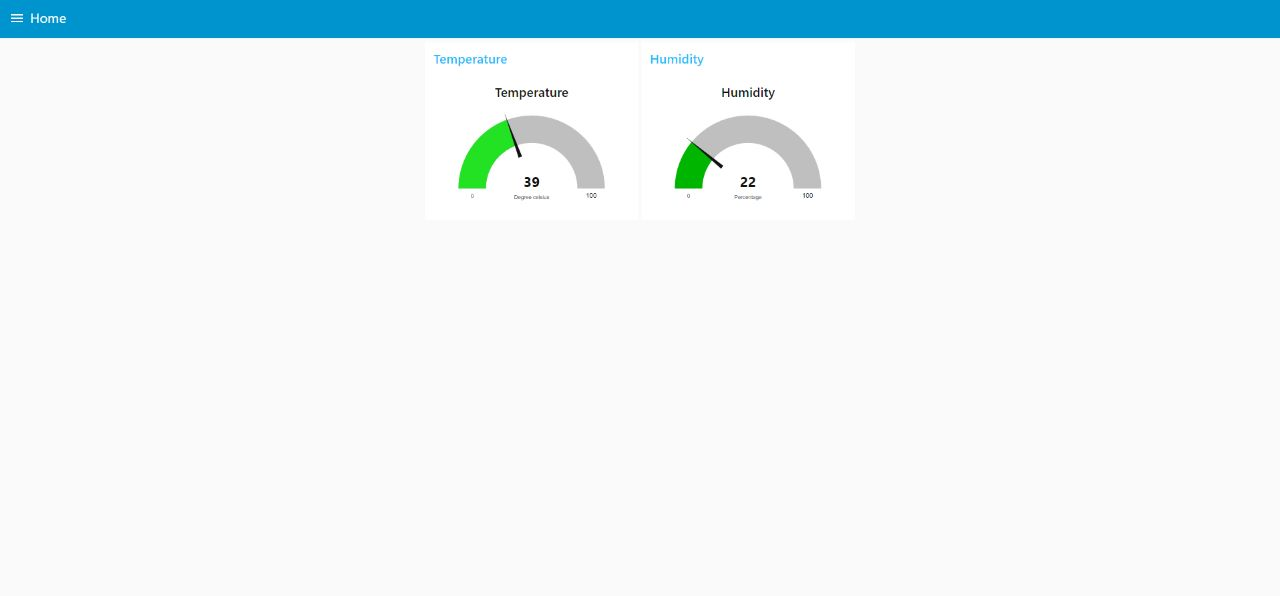 Home
Temperature
Temperature
39
0
Degree celsius
100
Humidity
Humidity
22
0
Percentage
100